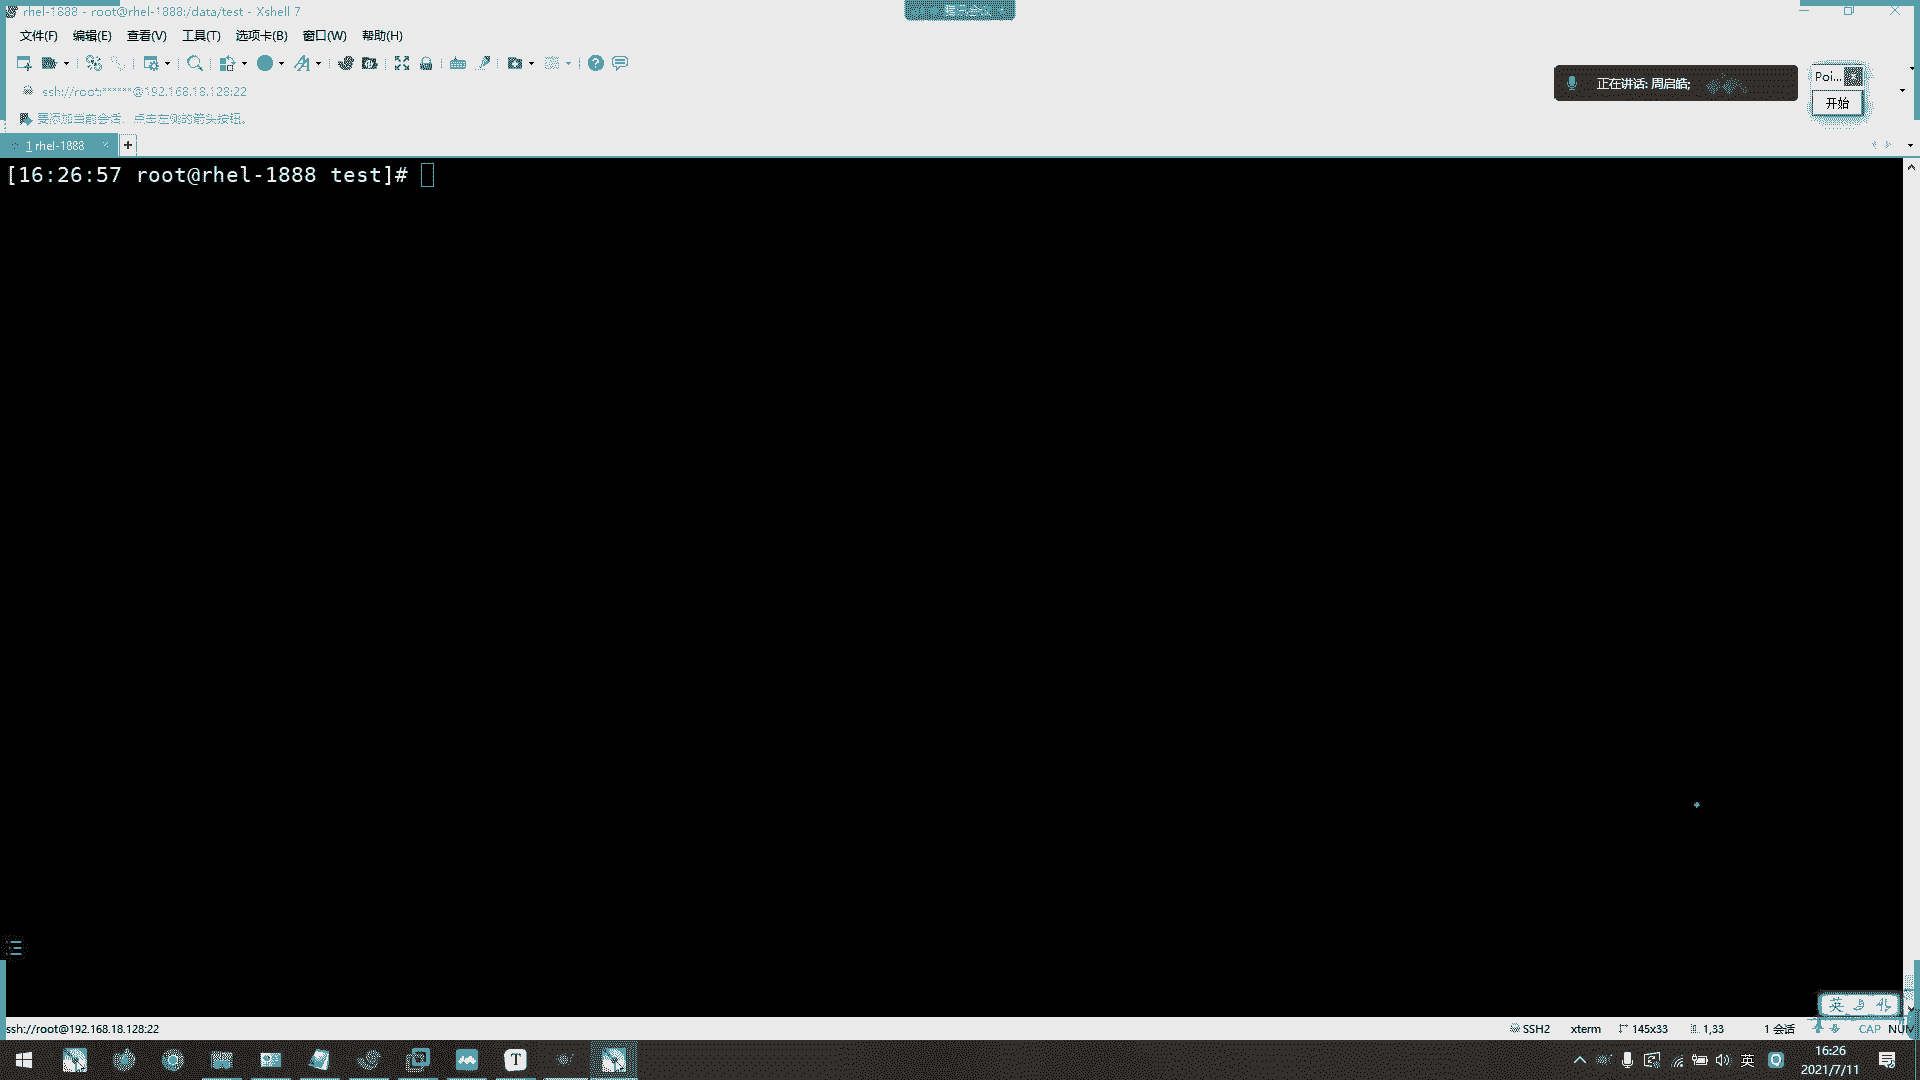 rhel-1888 - root@rhel-1888:/data/test - Xshell 7
文件(F) 编辑(E) 查看(V) 工具(T) 选项卡(B) 窗口(W) 帮助(H)
ssh://root:******@192.168.18.128:22
要添加当前会话，点击左侧的箭头按钮。
正在讲话: 周启皓;
Poi...
开始
1 rhel-1888
[16:26:57 root@rhel-1888 test]#
英
ssh://root@192.168.18.128:22 SSH2 xterm 145x33 1,33 1 会话 CAP NUM
T
英
16:26
2021/7/11